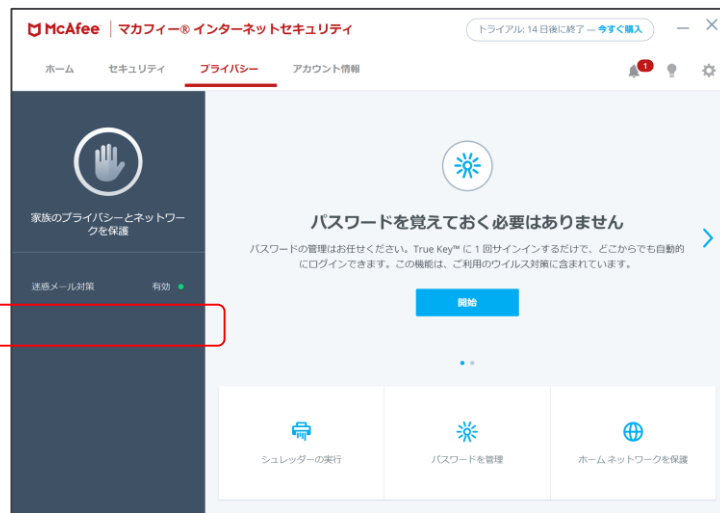 McAfee | マカフィー® インターネットセキュリティ
トライアル: 14 日後に終了 — 今すぐ購入
ホーム セキュリティ プライバシー アカウント情報
1
家族のプライバシーとネットワー
クを保護
迷惑メール対策 有効
パスワードを覚えておく必要はありません
パスワードの管理はお任せください。True Key™ に 1 回サインインするだけで、どこからでも自動的
にログインできます。この機能は、ご利用のウイルス対策に含まれています。
開始
シュレッダーの実行
パスワードを管理
ホーム ネットワークを保護